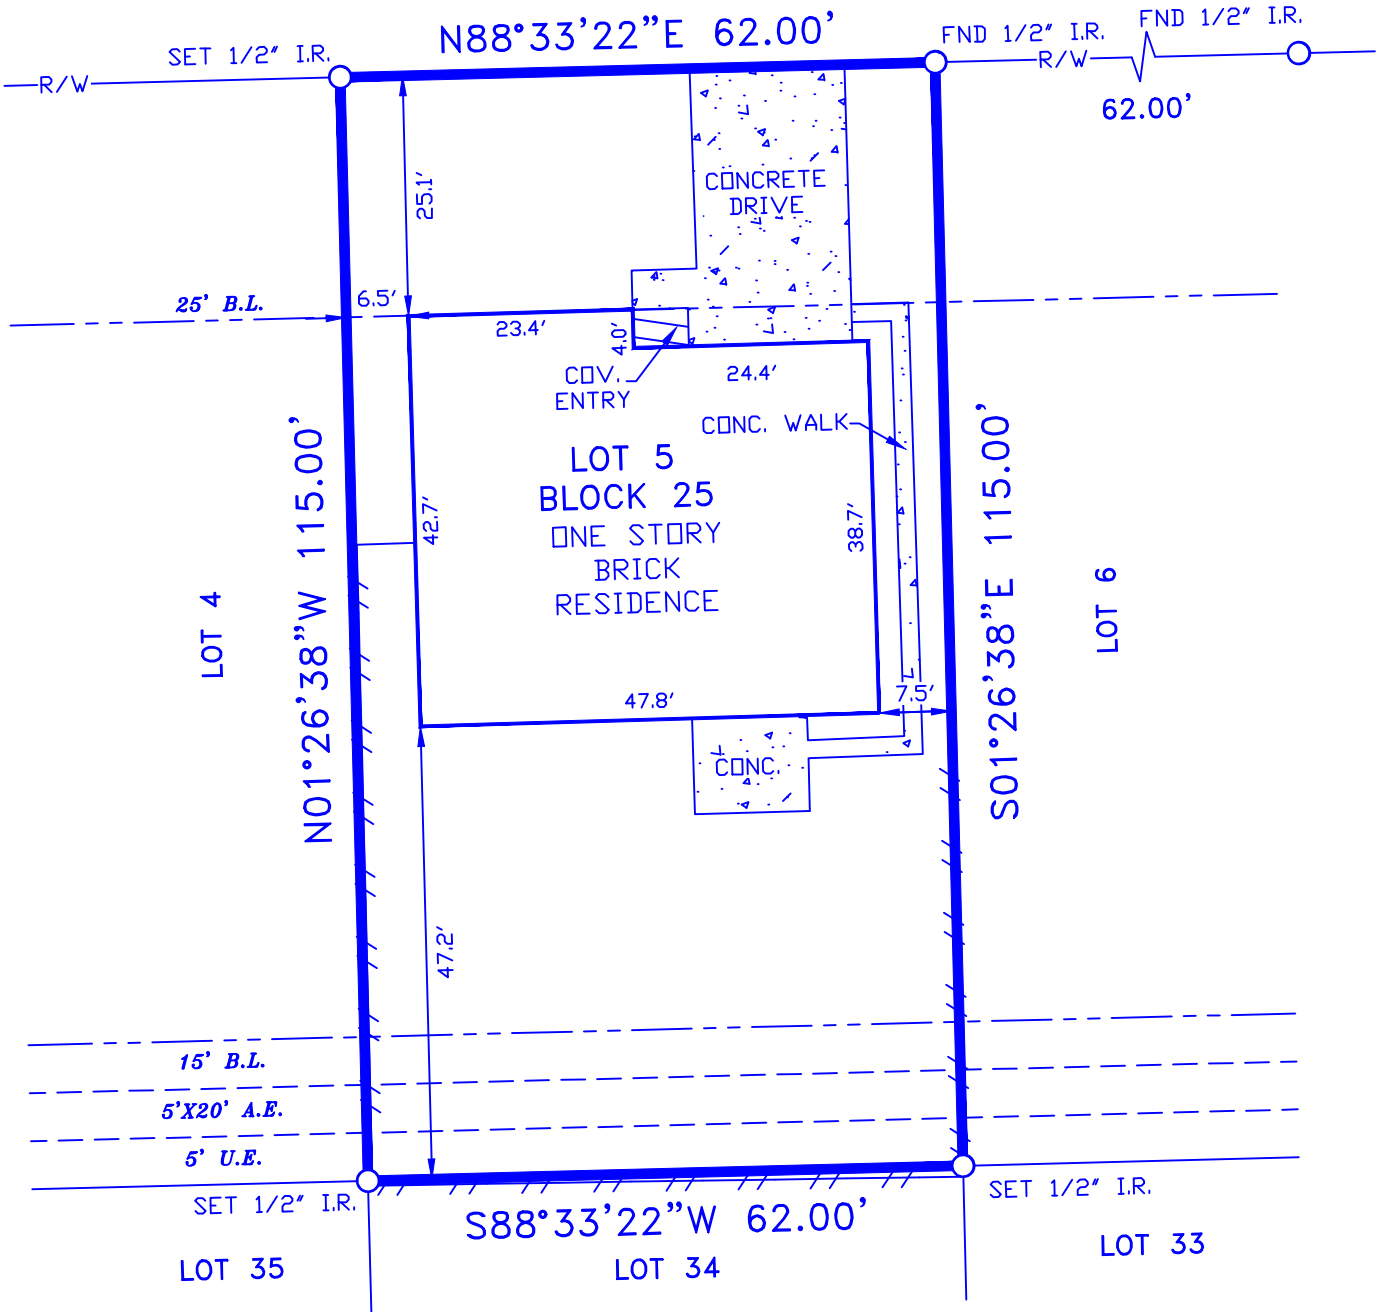 N88°33'22"E 62.00'
SET 1/2" I.R.
FND 1/2" I.R.
FND 1/2" I.R.
R/W
R/W
62.00'
25.1'
CONCRETE
DRIVE
25' B.L.
6.5'
23.4'
4.0'
COV.
ENTRY
24.4'
CONC. WALK
LOT 5
BLOCK 25
ONE STORY
BRICK
RESIDENCE
42.7'
38.7'
N01°26'38"W 115.00'
S01°26'38"E 115.00'
LOT 4
LOT 6
47.8'
7.5'
CONC.
47.2'
15' B.L.
5'X20' A.E.
5' U.E.
SET 1/2" I.R.
SET 1/2" I.R.
S88°33'22"W 62.00'
LOT 35
LOT 34
LOT 33